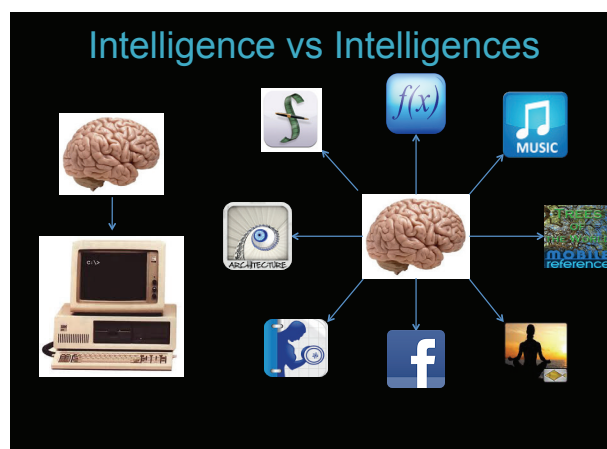 Intelligence vs Intelligences
f(x)
MUSIC
C:\>
ARCHITECTURE
TREES
OF
THE WORLD
MOBILE
reference
f